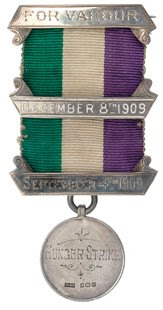 FOR VALOUR
DECEMBER 8TH 1909
SEPTEMBER 4TH 1909
HUNGER STRIKE